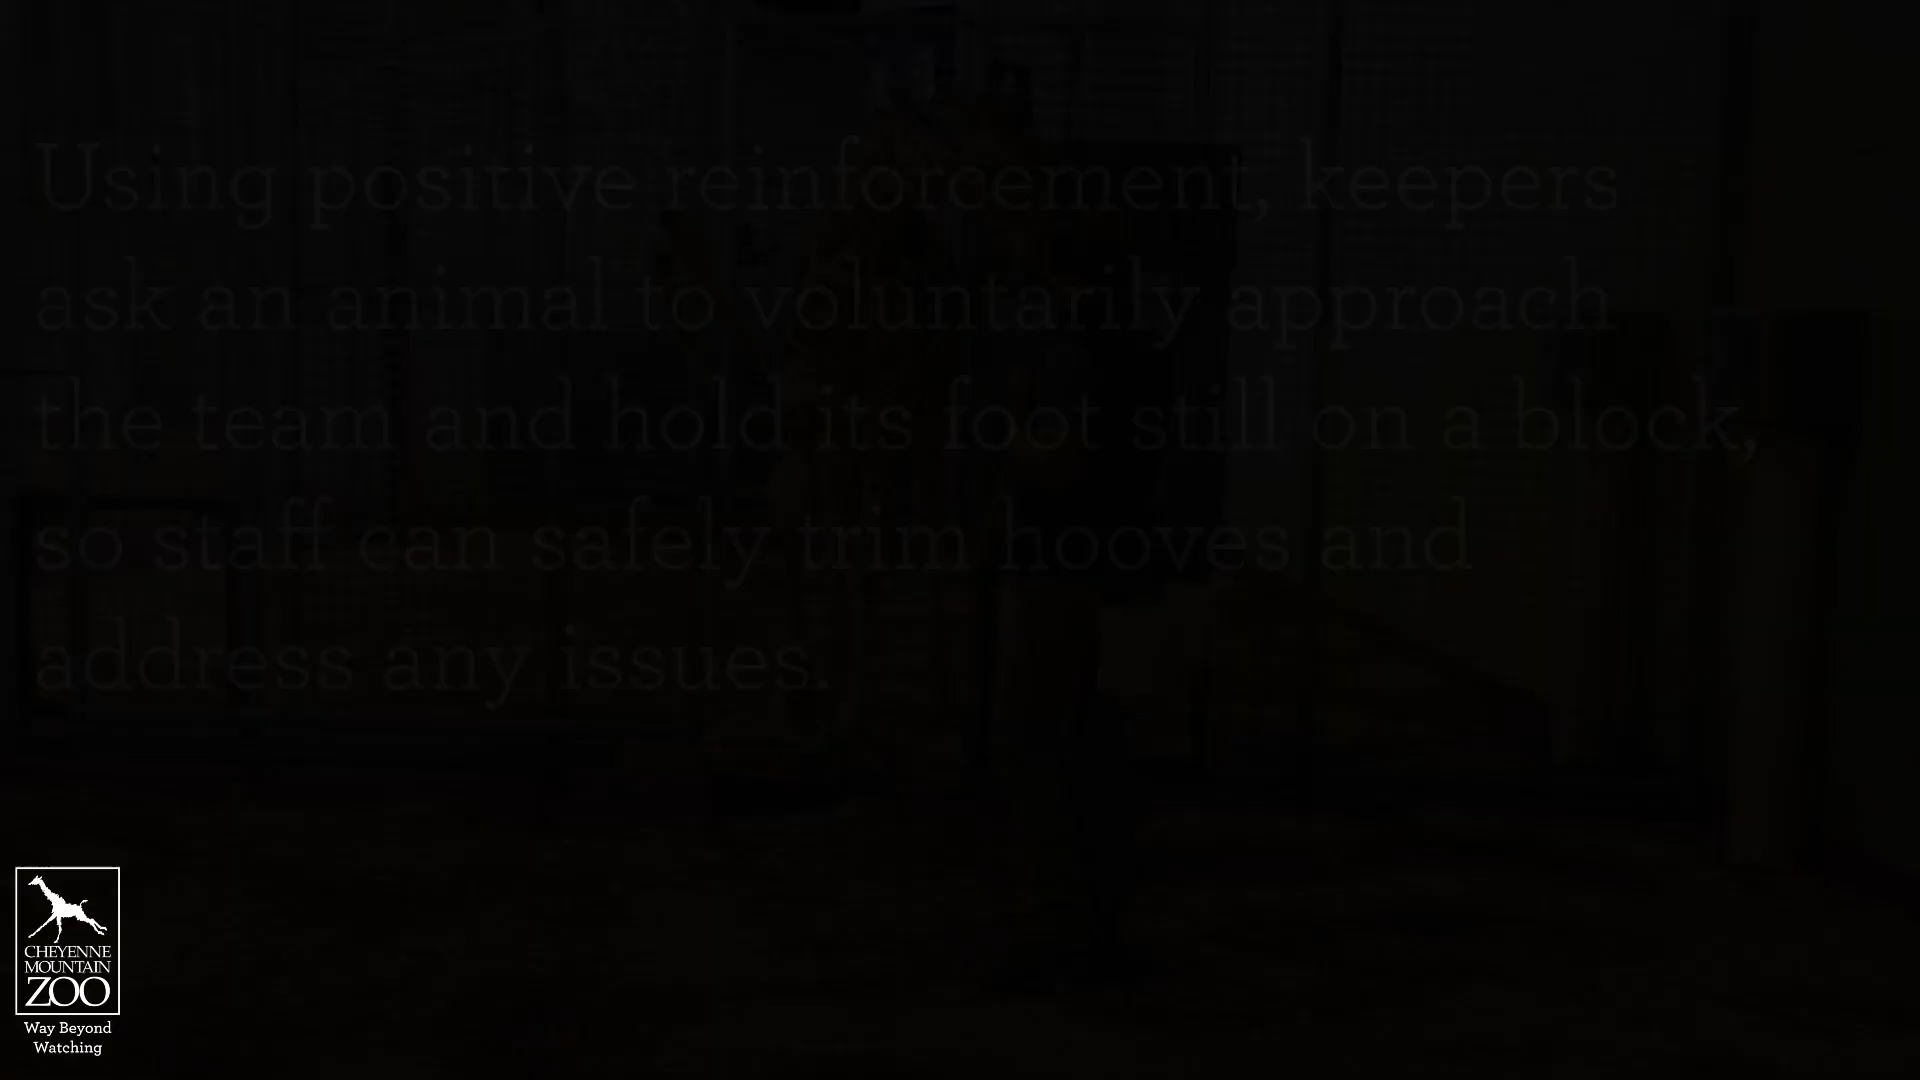 Using positive reinforcement, keepers
ask an animal to voluntarily approach
the team and hold its foot still on a block,
so staff can safely trim hooves and
address any issues.
CHEYENNE
MOUNTAIN
ZOO
Way Beyond
Watching